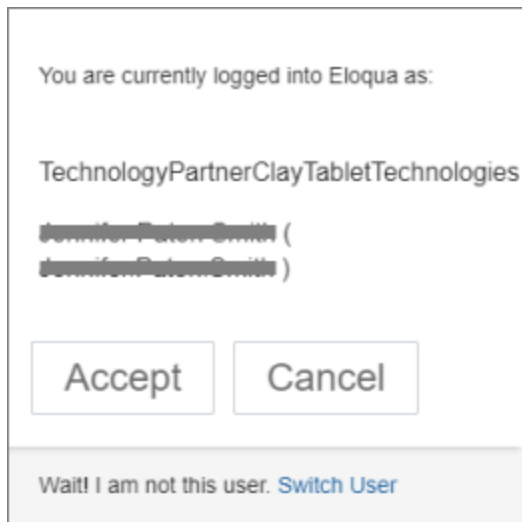 You are currently logged into Eloqua as:
TechnologyPartnerClayTabletTechnologies
(
)
Accept
Cancel
Wait! I am not this user. Switch User